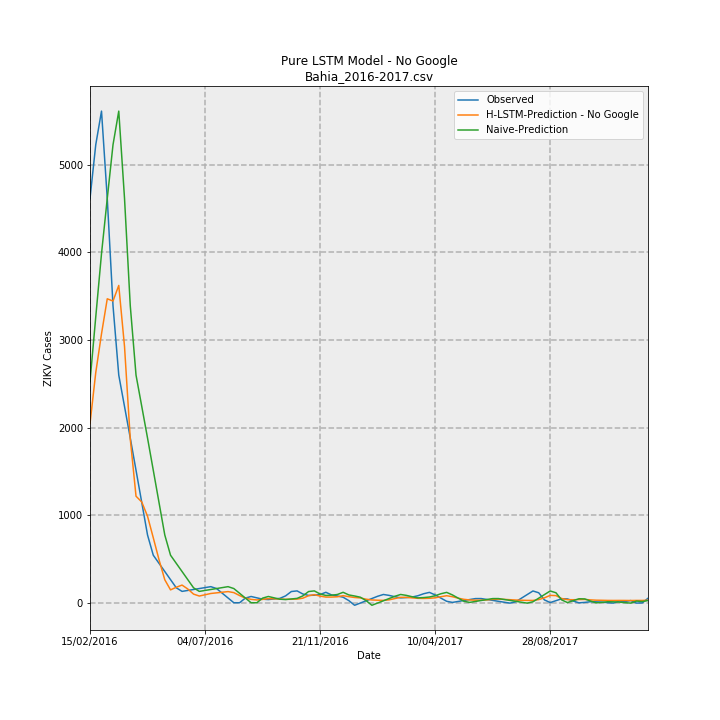 Pure LSTM Model - No Google
Bahia_2016-2017.csv
Observed
H-LSTM-Prediction - No Google
Naive-Prediction
ZIKV Cases
5000
4000
3000
2000
1000
0
15/02/2016
04/07/2016
21/11/2016
10/04/2017
28/08/2017
Date